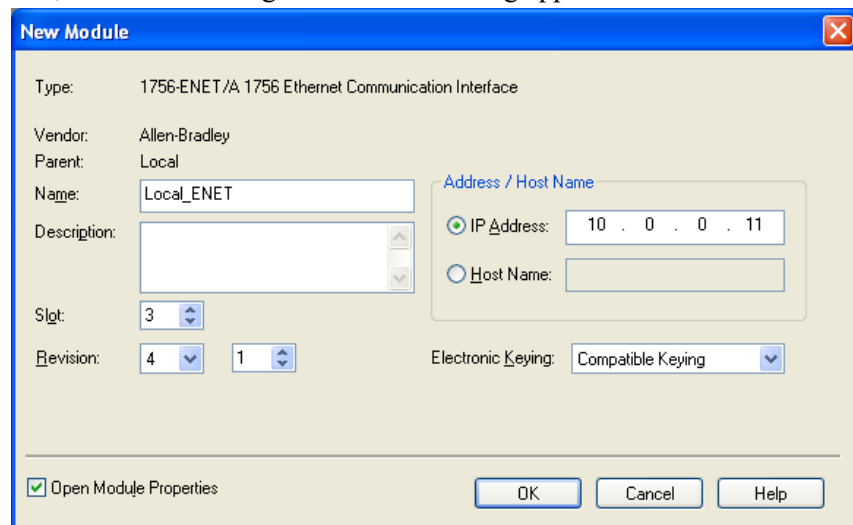 New Module
Type: 1756-ENET/A 1756 Ethernet Communication Interface
Vendor: Allen-Bradley
Parent: Local
Name: Local_ENET
Address / Host Name
IP Address: 10 . 0 . 0 . 11
Description:
Host Name:
Slot: 3
Revision: 4 1
Electronic Keying: Compatible Keying
Open Module Properties
OK Cancel Help